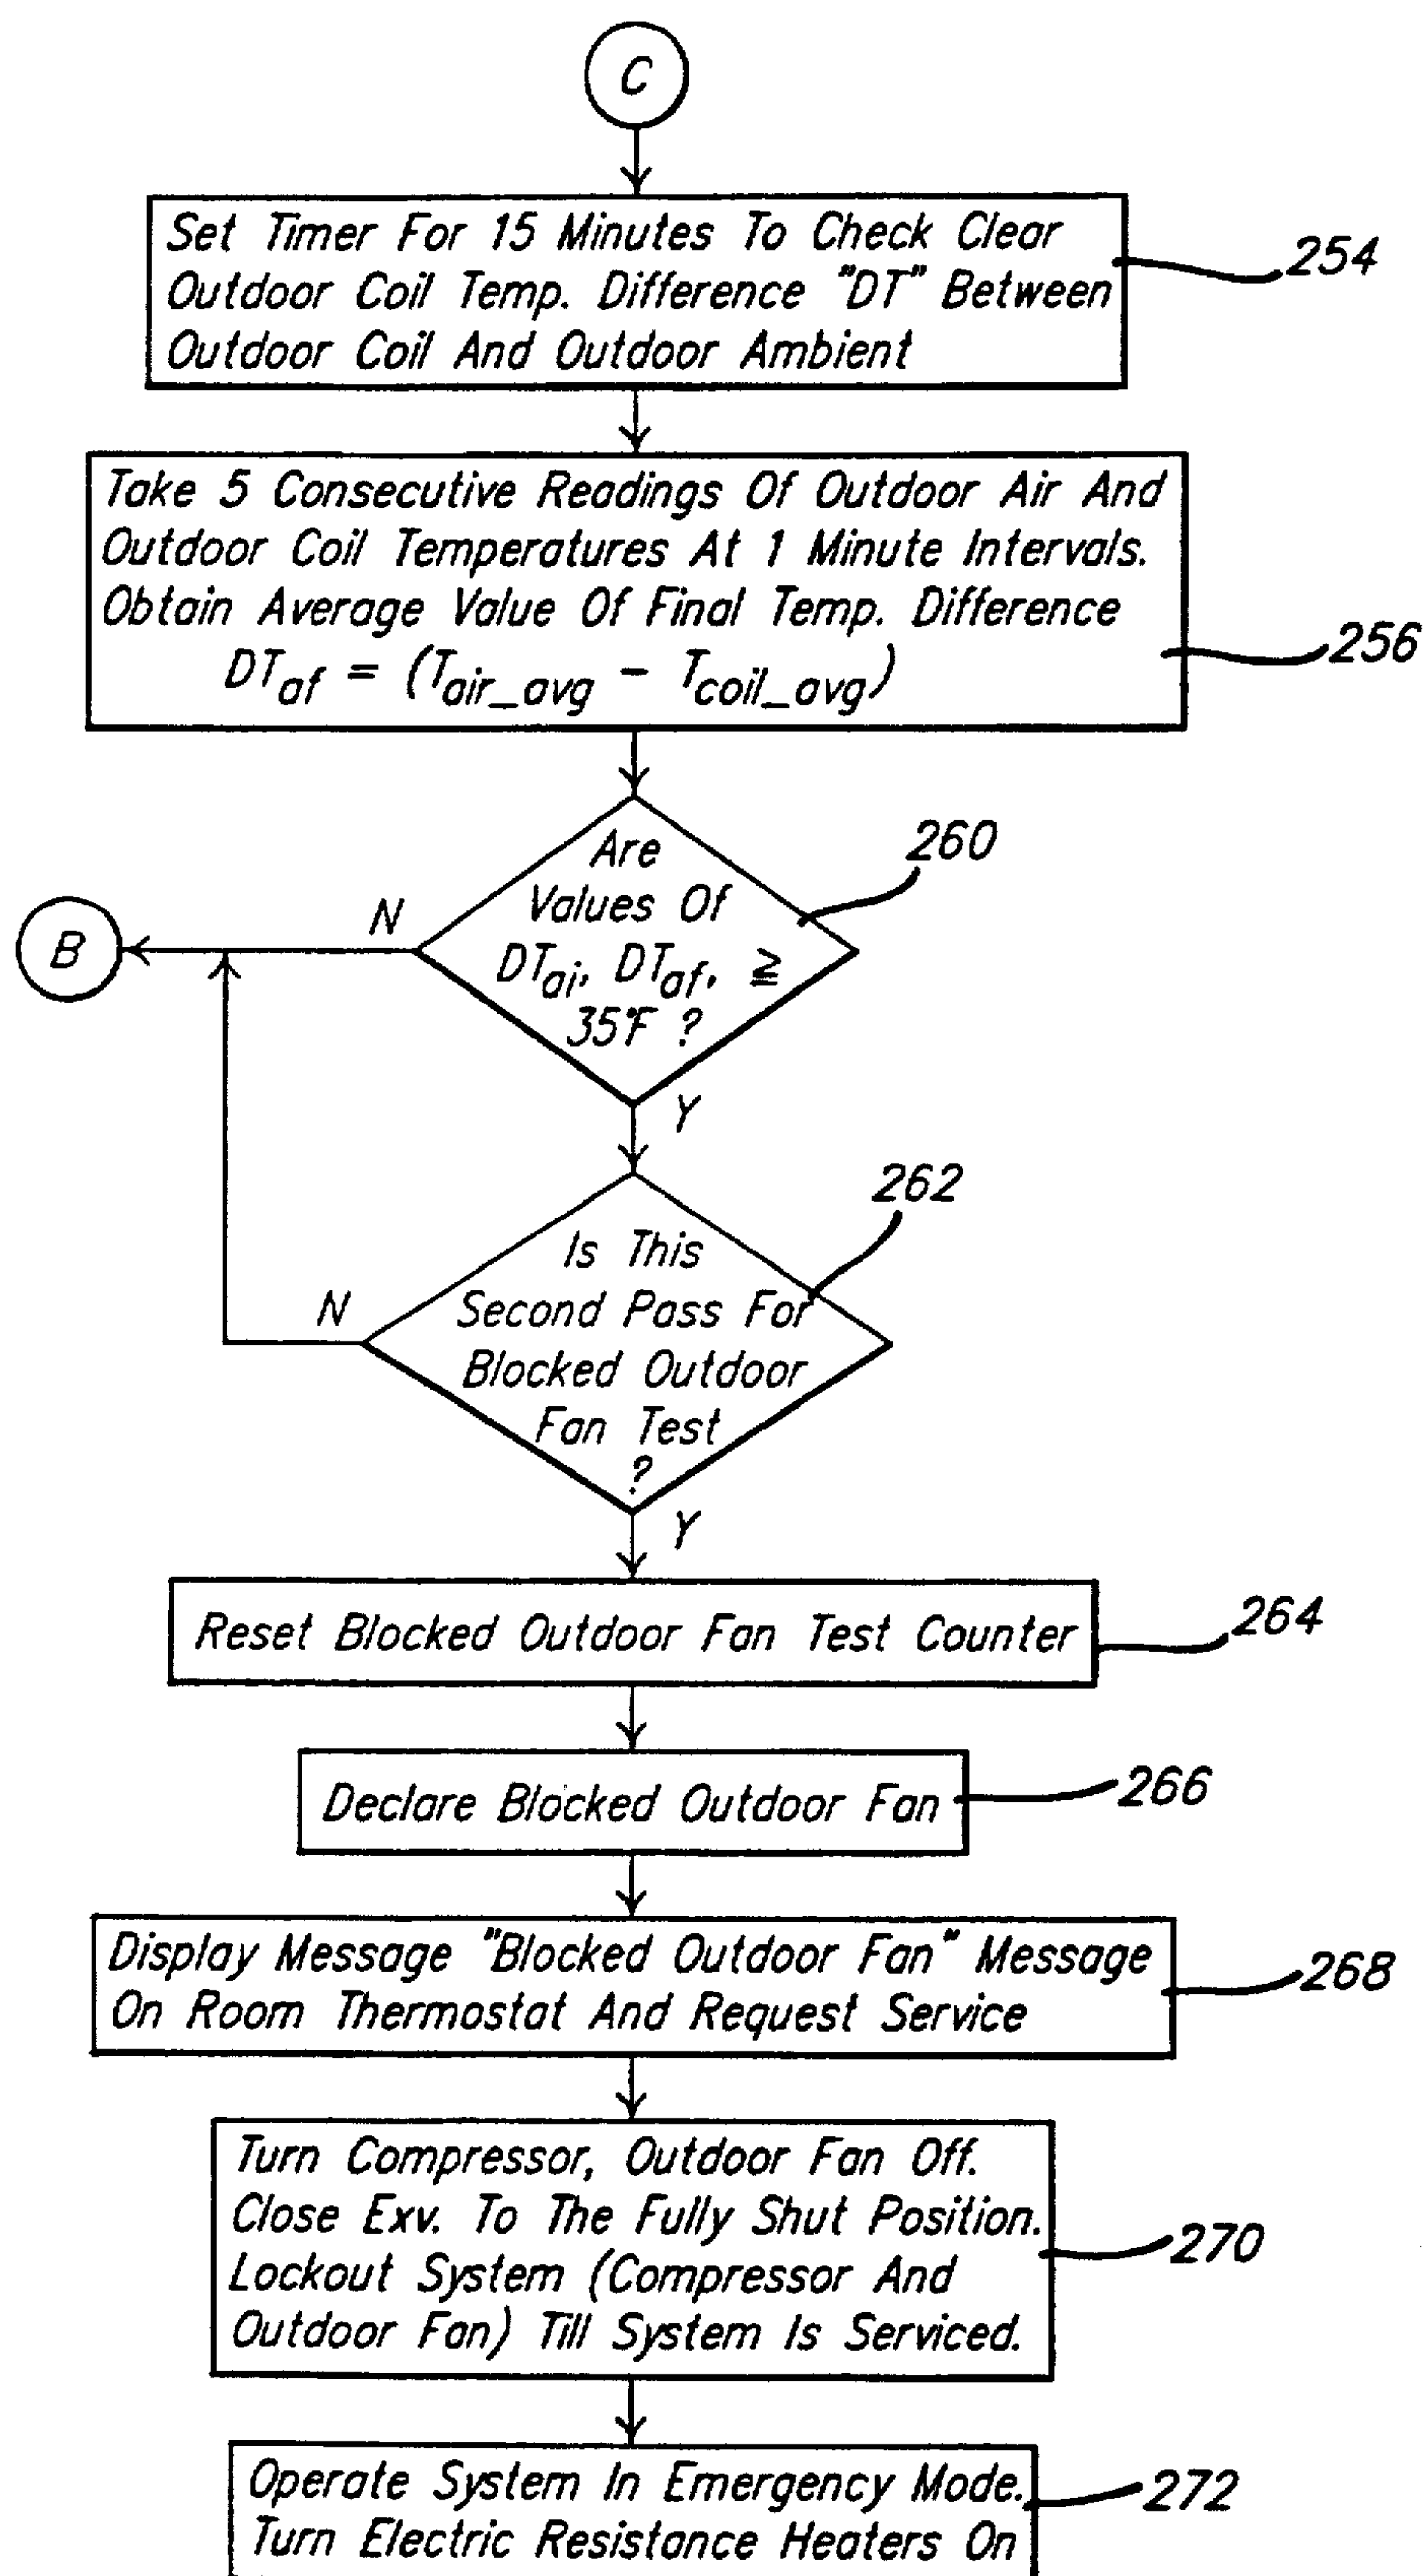 C
Set Timer For 15 Minutes To Check Clear
Outdoor Coil Temp. Difference "DT" Between
Outdoor Coil And Outdoor Ambient
254
Take 5 Consecutive Readings Of Outdoor Air And
Outdoor Coil Temperatures At 1 Minute Intervals.
Obtain Average Value Of Final Temp. Difference
DTaf = (Tair_avg - Tcoil_avg)
256
Are
Values Of
DTai, DTaf, ≧
35°F ?
260
N
B
Y
Is This
Second Pass For
Blocked Outdoor
Fan Test
?
262
N
Y
Reset Blocked Outdoor Fan Test Counter
264
Declare Blocked Outdoor Fan
266
Display Message "Blocked Outdoor Fan" Message
On Room Thermostat And Request Service
268
Turn Compressor, Outdoor Fan Off.
Close Exv. To The Fully Shut Position.
Lockout System (Compressor And
Outdoor Fan) Till System Is Serviced.
270
Operate System In Emergency Mode.
Turn Electric Resistance Heaters On
272